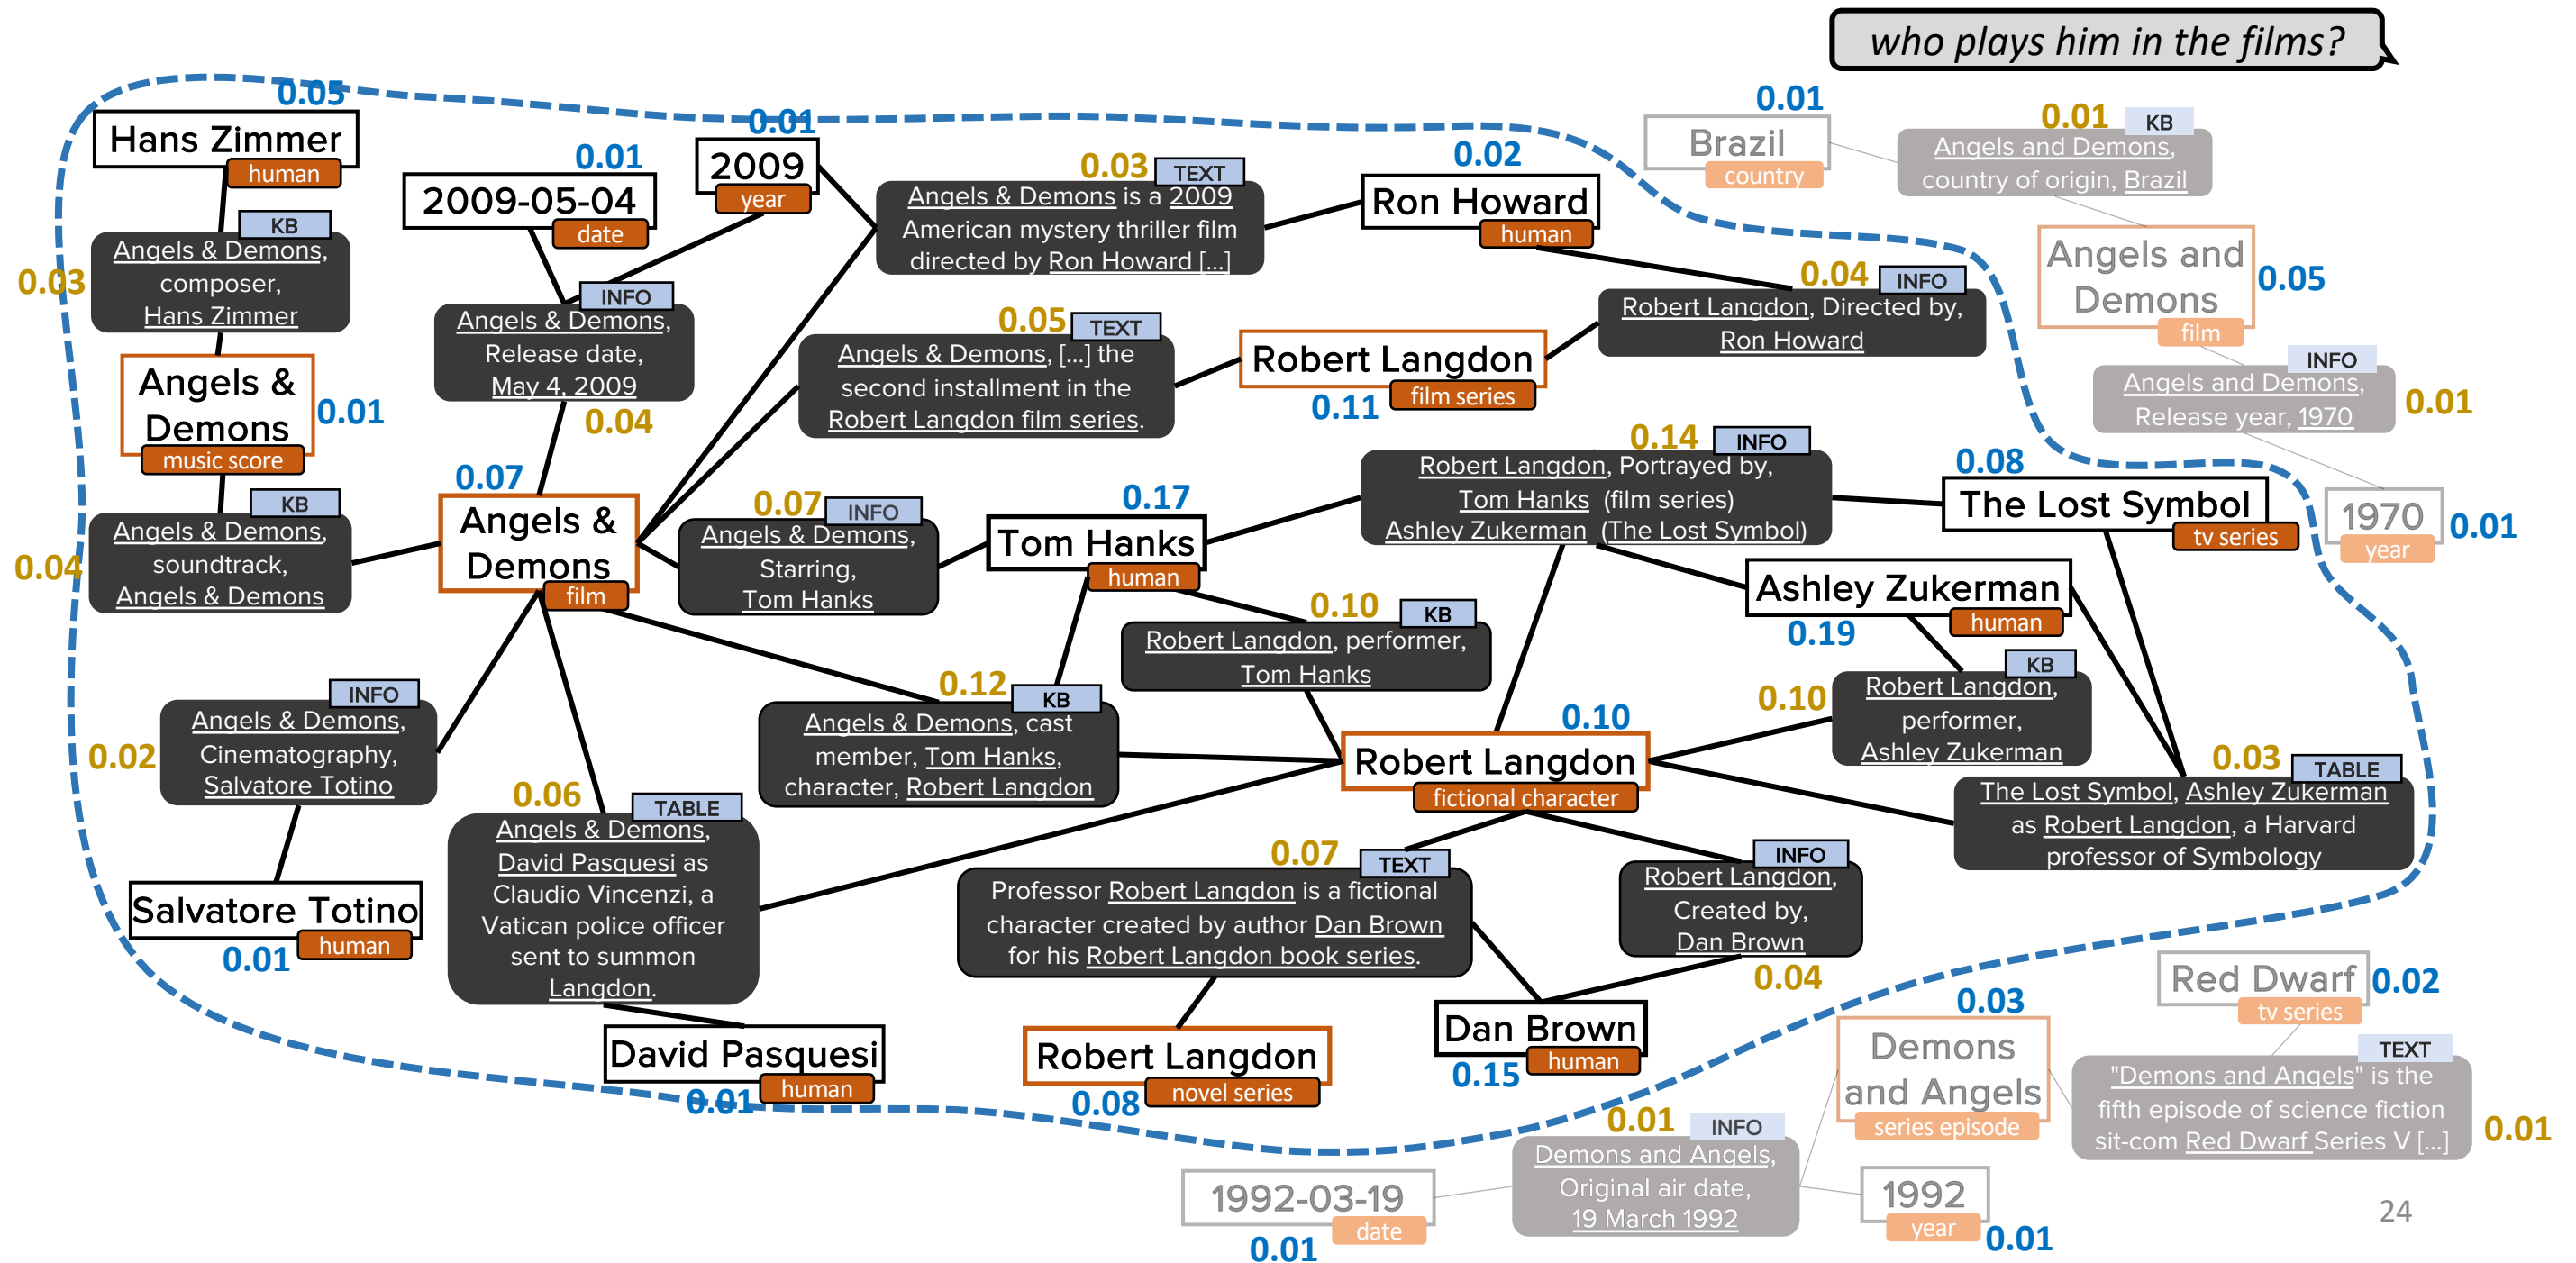 who plays him in the films?
0.05
Hans Zimmer
human
KB
Angels & Demons,
composer,
Hans Zimmer
0.03
Angels &
Demons
music score
0.01
KB
Angels & Demons,
soundtrack,
Angels & Demons
0.04
0.01
2009-05-04
date
0.01
2009
year
INFO
Angels & Demons,
Release date,
May 4, 2009
0.04
0.03
TEXT
Angels & Demons is a 2009
American mystery thriller film
directed by Ron Howard [...]
0.02
Ron Howard
human
0.05
TEXT
Angels & Demons, [...] the
second installment in the
Robert Langdon film series.
Robert Langdon
film series
0.11
0.04
INFO
Robert Langdon, Directed by,
Ron Howard
0.01
Brazil
country
0.01
KB
Angels and Demons,
country of origin, Brazil
Angels and
Demons
film
0.05
INFO
Angels and Demons,
Release year, 1970
0.01
1970
year
0.01
0.07
Angels &
Demons
film
0.07
INFO
Angels & Demons,
Starring,
Tom Hanks
0.17
Tom Hanks
human
0.14
INFO
Robert Langdon, Portrayed by,
Tom Hanks (film series)
Ashley Zukerman (The Lost Symbol)
0.08
The Lost Symbol
tv series
Ashley Zukerman
human
0.19
0.10
KB
Robert Langdon, performer,
Tom Hanks
0.10
KB
Robert Langdon,
performer,
Ashley Zukerman
INFO
Angels & Demons,
Cinematography,
Salvatore Totino
0.02
Salvatore Totino
human
0.01
0.06
TABLE
Angels & Demons,
David Pasquesi as
Claudio Vincenzi, a
Vatican police officer
sent to summon
Langdon.
David Pasquesi
human
0.01
0.12
KB
Angels & Demons, cast
member, Tom Hanks,
character, Robert Langdon
0.10
Robert Langdon
fictional character
0.03
TABLE
The Lost Symbol, Ashley Zukerman
as Robert Langdon, a Harvard
professor of Symbology
0.07
TEXT
Professor Robert Langdon is a fictional
character created by author Dan Brown
for his Robert Langdon book series.
INFO
Robert Langdon,
Created by,
Dan Brown
0.04
Robert Langdon
novel series
0.08
Dan Brown
human
0.15
Red Dwarf
tv series
0.02
0.03
Demons
and Angels
series episode
TEXT
"Demons and Angels" is the
fifth episode of science fiction
sit-com Red Dwarf Series V [...]
0.01
0.01
INFO
Demons and Angels,
Original air date,
19 March 1992
1992-03-19
date
0.01
1992
year
0.01
24